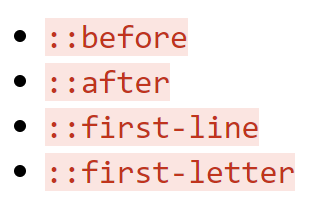 ::before
::after
::first-line
::first-letter